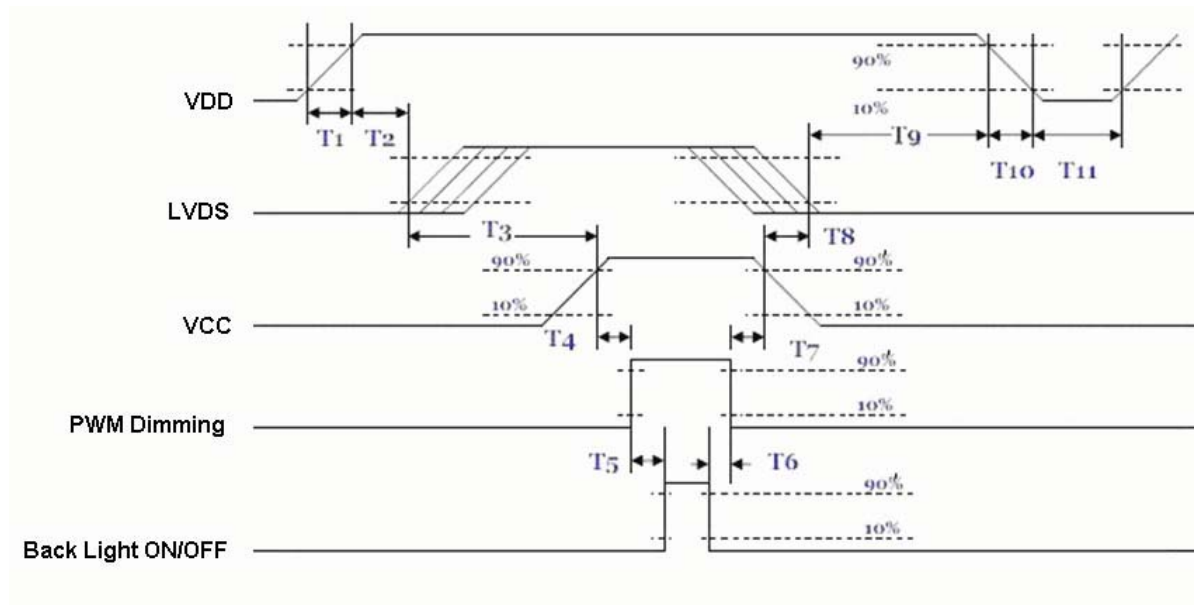 90%
VDD
10%
T1 T2 T9
T10 T11
LVDS
T3 T8
90% 90%
10% 10%
VCC
T4 T7
90%
10%
PWM Dimming
T5 T6
90%
10%
Back Light ON/OFF